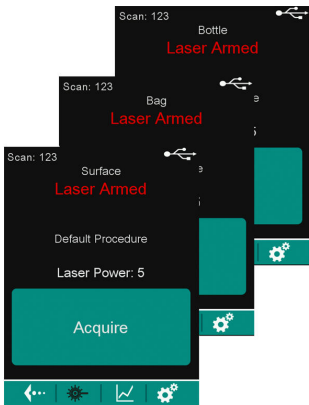 Scan: 123
Bottle
Laser Armed
Scan: 123
Bag
Laser Armed
Scan: 123
Surface
Laser Armed
Default Procedure
Laser Power: 5
Acquire